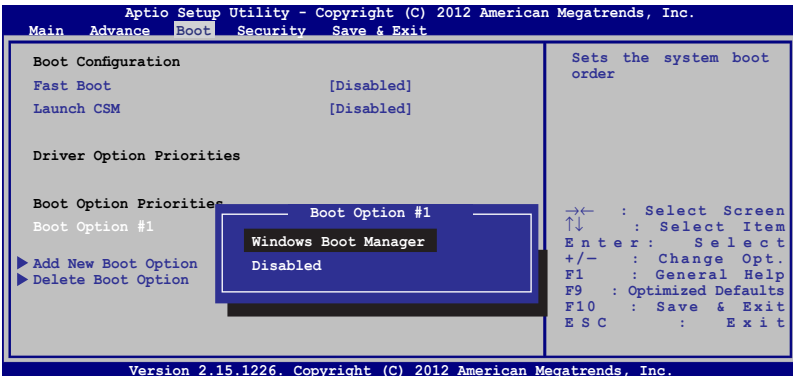 Aptio Setup Utility - Copyright (C) 2012 American Megatrends, Inc.
Main Advance Boot Security Save & Exit
Boot Configuration
Fast Boot [Disabled]
Launch CSM [Disabled]
Driver Option Priorities
Boot Option Priorities
Boot Option #1
Add New Boot Option
Delete Boot Option
Boot Option #1
Windows Boot Manager
Disabled
Sets the system boot
order
→← : Select Screen
↑↓ : Select Item
Enter: Select
+/— : Change Opt.
F1 : General Help
F9 : Optimized Defaults
F10 : Save & Exit
ESC : Exit
Version 2.15.1226. Copyright (C) 2012 American Megatrends, Inc.